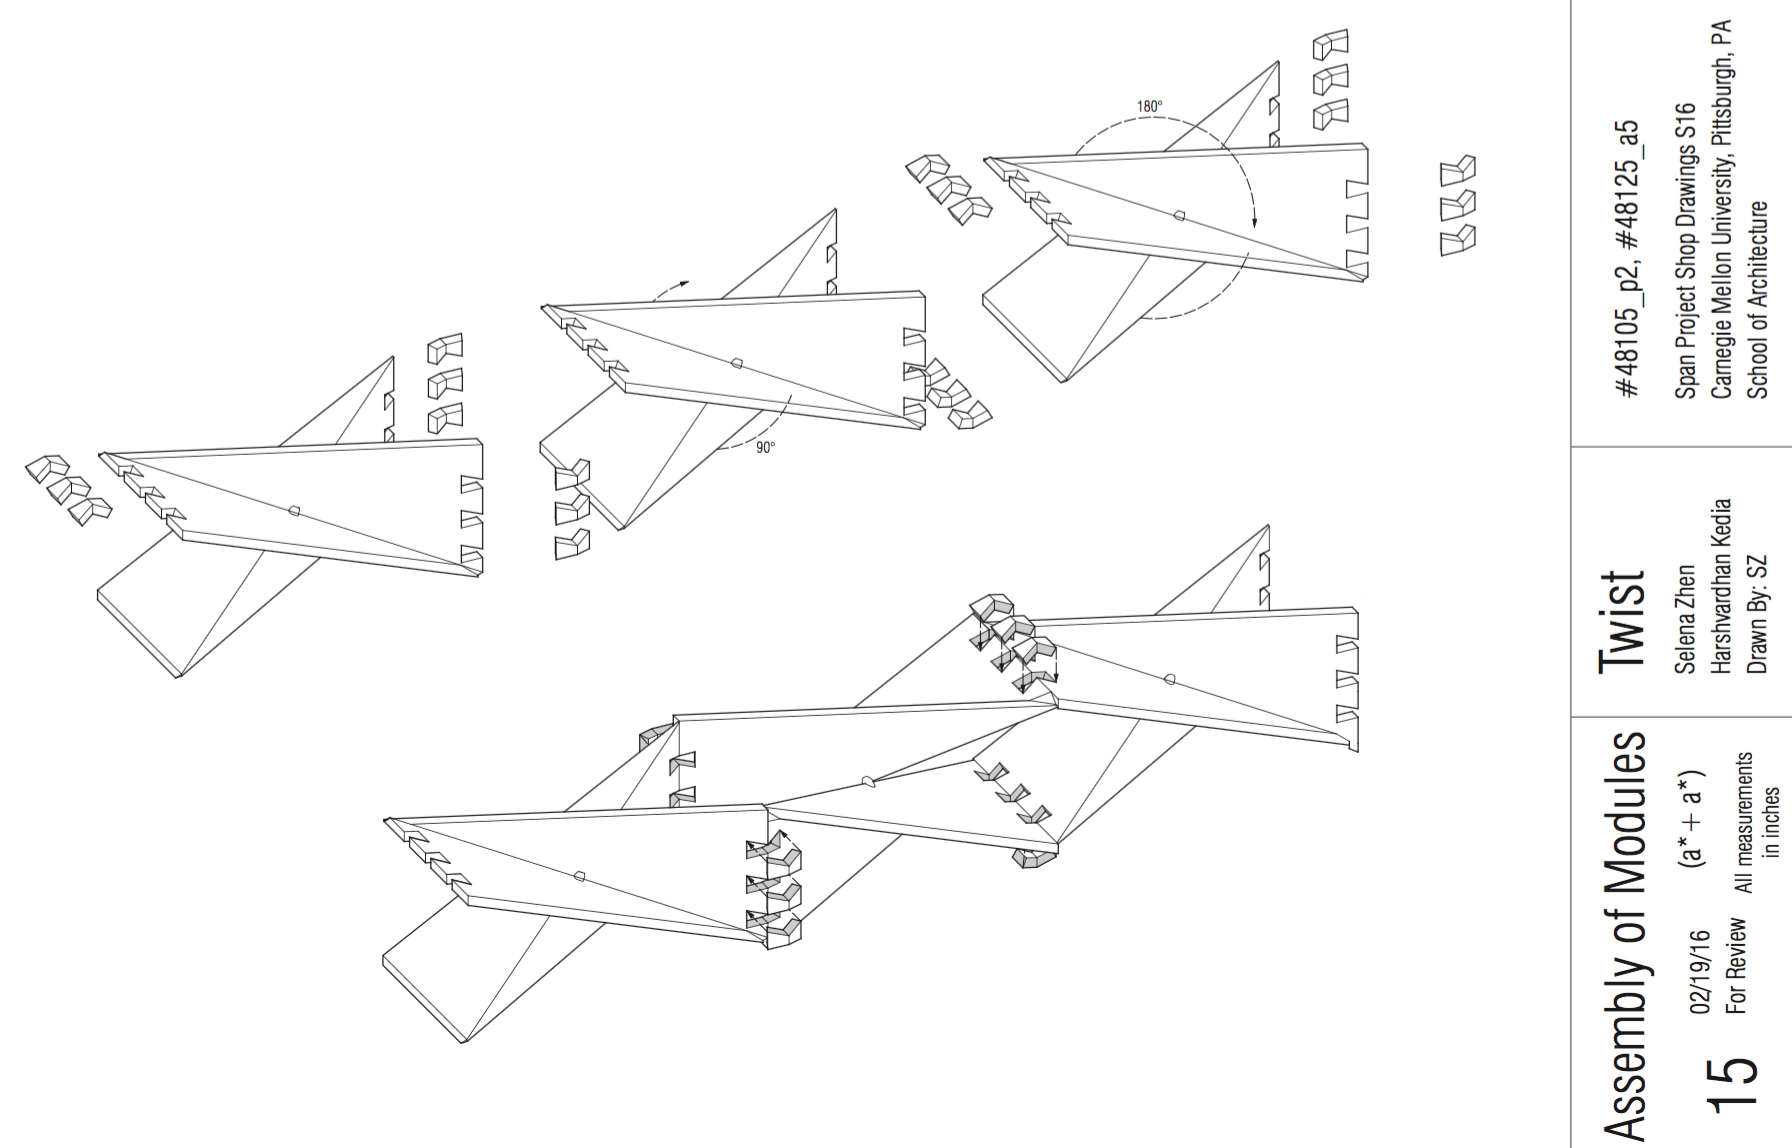 180°
90°
#48105_p2, #48125_a5
Span Project Shop Drawings S16
Carnegie Mellon University, Pittsburgh, PA
School of Architecture
Twist
Selena Zhen
Harshvardhan Kedia
Drawn By: SZ
Assembly of Modules
(a* + a*)
02/19/16
For Review
All measurements
in inches
15